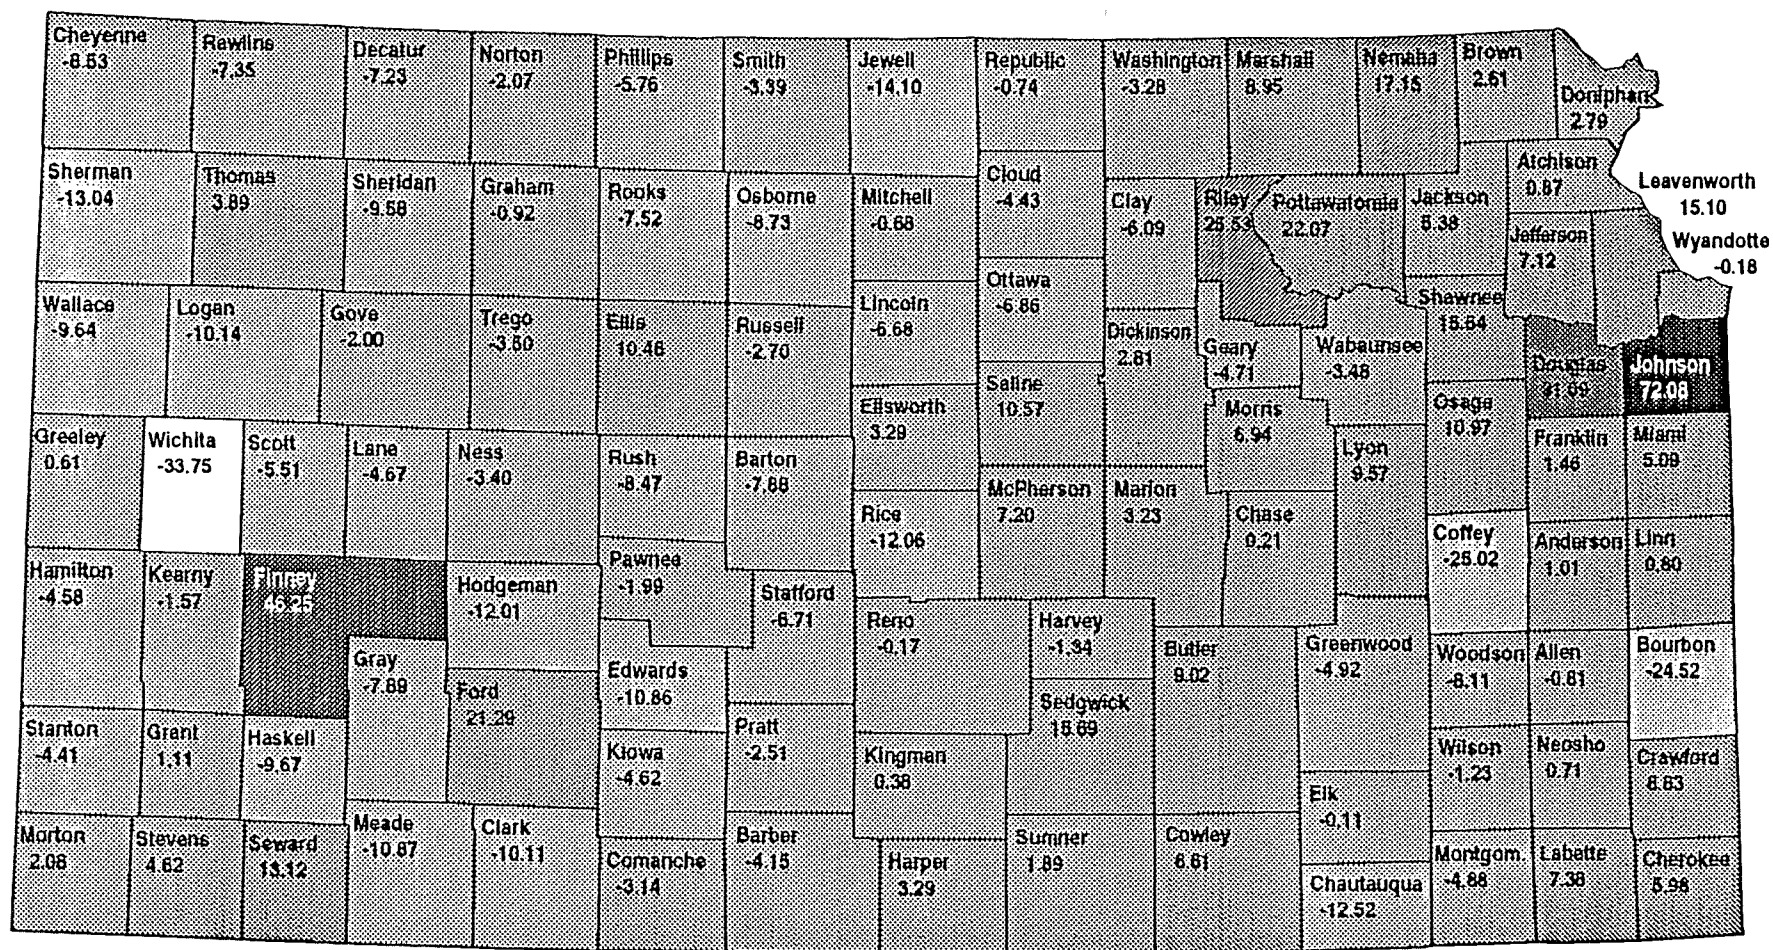 Cheyenne
-8.53
Rawlins
-7.35
Decatur
-7.23
Norton
-2.07
Phillips
-5.76
Smith
-3.39
Jewell
-14.10
Republic
-0.74
Washington
-3.28
Marshall
8.95
Nemaha
17.15
Brown
2.61
Doniphan
2.79
Sherman
-13.04
Thomas
3.89
Sheridan
-9.58
Graham
-0.92
Rooks
-7.52
Osborne
-8.73
Mitchell
-0.68
Cloud
-4.43
Clay
-6.09
Riley
25.53
Pottawatomie
22.07
Jackson
5.38
Atchison
0.87
Leavenworth
15.10
Jefferson
7.12
Wyandotte
-0.18
Wallace
-9.64
Logan
-10.14
Gove
-2.00
Trego
-3.50
Ellis
10.46
Russell
-2.70
Lincoln
-6.68
Ottawa
-6.86
Dickinson
2.81
Geary
-4.71
Wabaunsee
-3.48
Shawnee
15.64
Douglas
Johnson
72.08
Saline
10.57
Ellsworth
3.29
Morris
6.94
Osage
10.97
Greeley
0.61
Wichita
-33.75
Scott
-5.51
Lane
-4.67
Ness
-3.40
Rush
-8.47
Barton
-7.88
Lyon
9.57
Franklin
1.46
Miami
5.09
Rice
-12.06
McPherson
7.20
Marion
3.23
Chase
0.21
Coffey
-25.02
Anderson
1.01
Linn
0.80
Hamilton
-4.58
Kearny
-1.57
Finney
46.25
Hodgeman
-12.01
Pawnee
-1.99
Stafford
-6.71
Reno
-0.17
Harvey
-1.34
Butler
9.02
Greenwood
-4.92
Woodson
-8.11
Allen
-0.81
Bourbon
-24.52
Gray
-7.89
Ford
21.29
Edwards
-10.86
Sedgwick
Stanton
-4.41
Grant
1.11
Haskell
-9.67
Kiowa
-4.62
Pratt
-2.51
Kingman
0.38
Wilson
-1.23
Neosho
0.71
Crawford
Elk
-0.11
Morton
2.08
Stevens
4.62
Seward
13.12
Meade
-10.87
Clark
-10.11
Comanche
-3.14
Barber
-4.15
Harper
3.29
Sumner
1.89
Cowley
6.61
Chautauqua
-12.52
Montgom.
-4.88
Labette
7.38
Cherokee
5.98